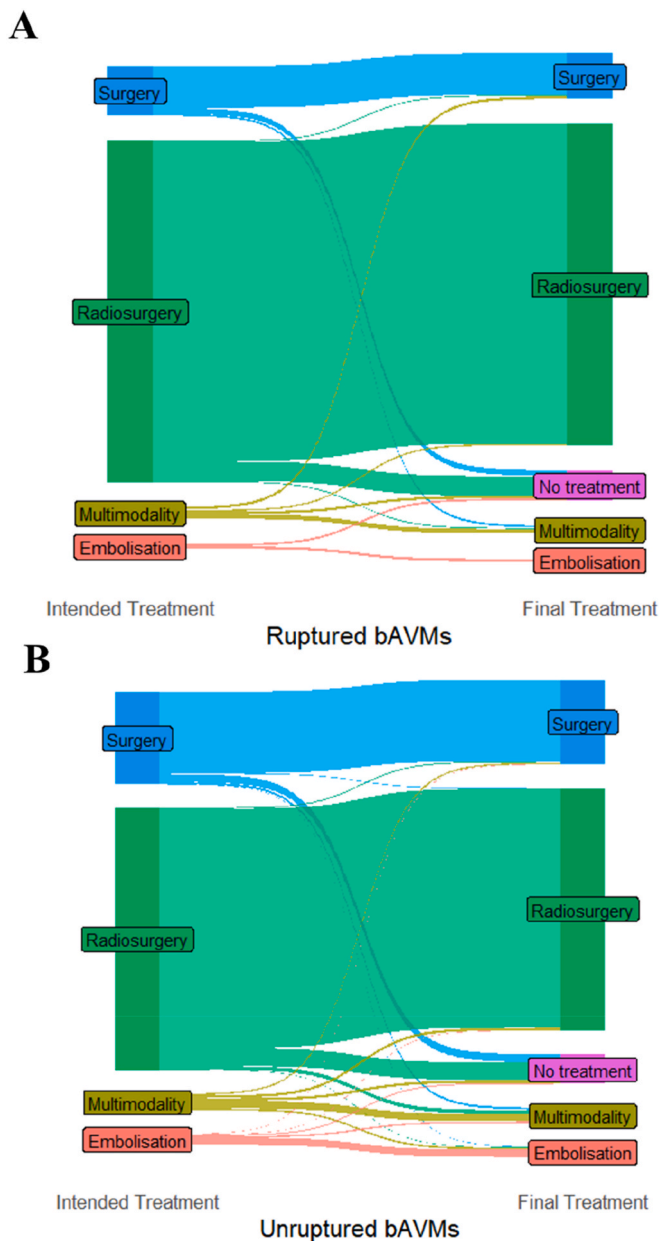 A
Surgery
Surgery
Radiosurgery
Radiosurgery
No treatment
Multimodality
Multimodality
Embolisation
Embolisation
Intended Treatment
Final Treatment
Ruptured bAVMs
B
Surgery
Surgery
Radiosurgery
Radiosurgery
No treatment
Multimodality
Multimodality
Embolisation
Embolisation
Intended Treatment
Final Treatment
Unruptured bAVMs